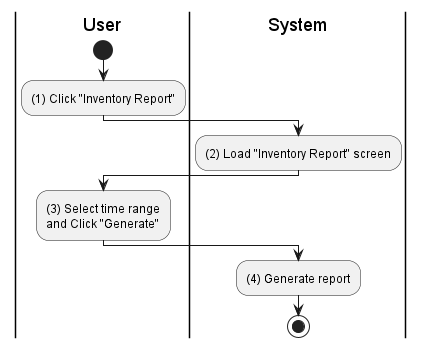 User
System
(1) Click "Inventory Report"
(2) Load "Inventory Report" screen
(3) Select time range
and Click "Generate"
(4) Generate report